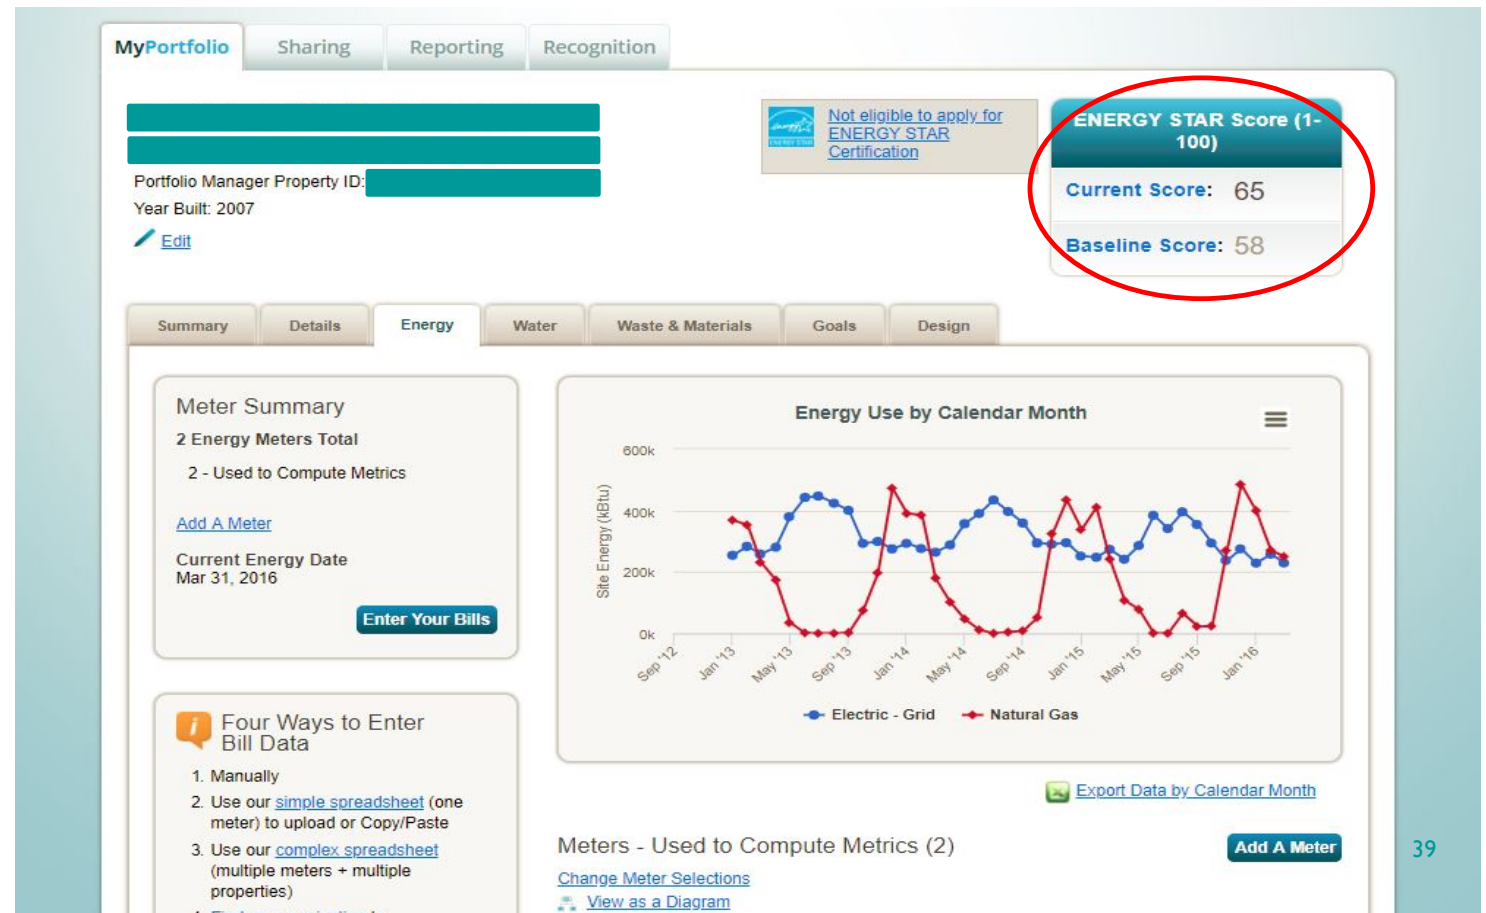 MyPortfolio
Sharing
Reporting
Recognition
Not eligible to apply for
ENERGY STAR
Certification
ENERGY STAR Score (1-
100)
Current Score: 65
Baseline Score: 58
Portfolio Manager Property ID:
Year Built: 2007
Edit
Summary
Details
Energy
Water
Waste & Materials
Goals
Design
Meter Summary
2 Energy Meters Total
2 - Used to Compute Metrics
Add A Meter
Current Energy Date
Mar 31, 2016
Enter Your Bills
Energy Use by Calendar Month
Site Energy (kBtu)
600k
400k
200k
0k
Sep '12
Jan '13
May '13
Sep '13
Jan '14
May '14
Sep '14
Jan '15
May '15
Sep '15
Jan '16
Electric - Grid
Natural Gas
Four Ways to Enter
Bill Data
1. Manually
2. Use our simple spreadsheet (one
meter) to upload or Copy/Paste
3. Use our complex spreadsheet
(multiple meters + multiple
properties)
Export Data by Calendar Month
Meters - Used to Compute Metrics (2)
Add A Meter
Change Meter Selections
View as a Diagram
39